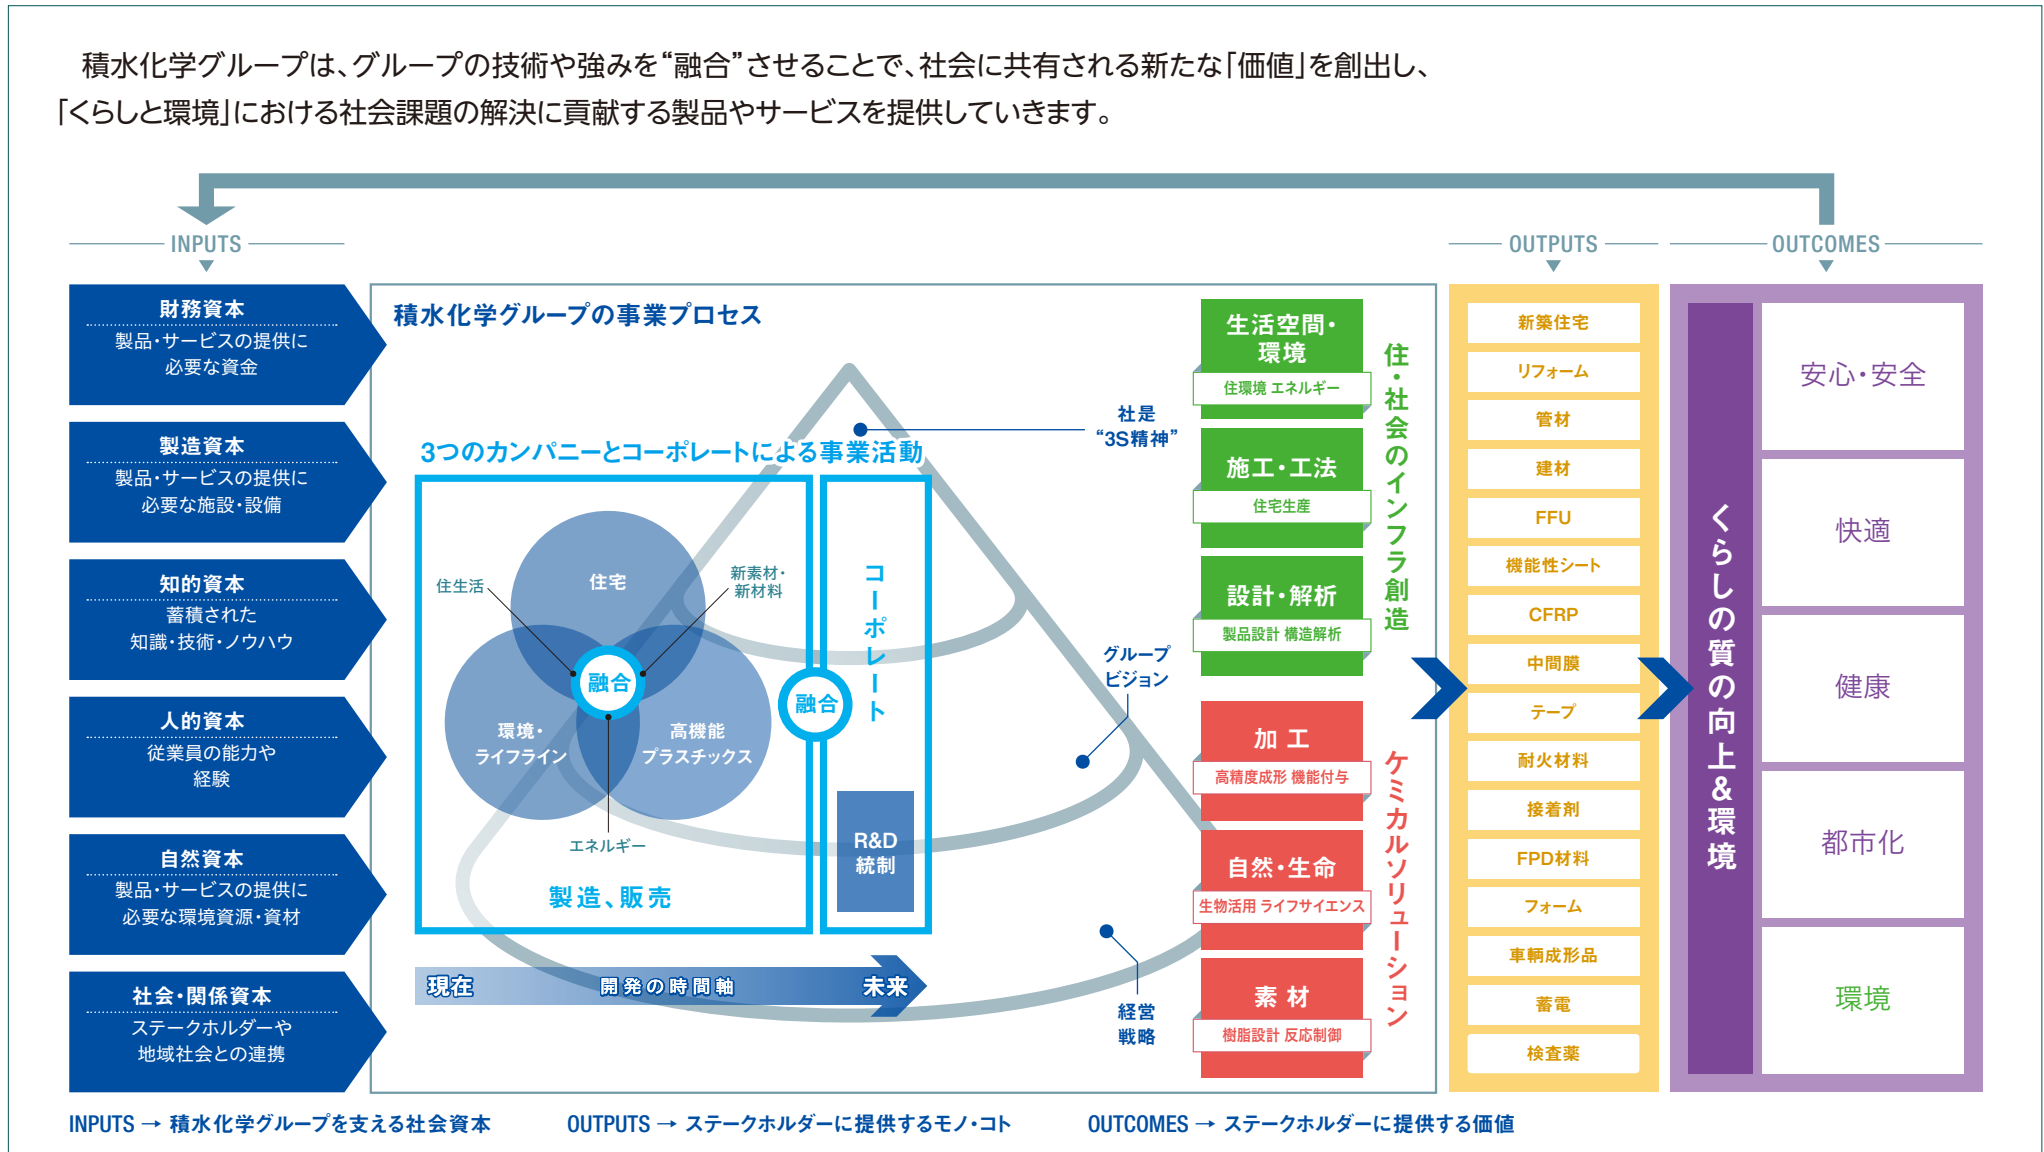 積水化学グループは、グループの技術や強みを“融合”させることで、社会に共有される新たな「価値」を創出し、
「くらしと環境」における社会課題の解決に貢献する製品やサービスを提供していきます。
INPUTS
財務資本
製品・サービスの提供に
必要な資金
製造資本
製品・サービスの提供に
必要な施設・設備
知的資本
蓄積された
知識・技術・ノウハウ
人的資本
従業員の能力や
経験
自然資本
製品・サービスの提供に
必要な環境資源・資材
社会・関係資本
ステークホルダーや
地域社会との連携
積水化学グループの事業プロセス
3つのカンパニーとコーポレートによる事業活動
住宅
住生活
新素材・
新材料
融合
環境・
ライフライン
高機能
プラスチックス
エネルギー
製造、販売
融合
コーポレート
R&D
統制
現在
開発の時間軸
未来
社是
“3S精神”
グループ
ビジョン
経営
戦略
生活空間・
環境
住環境 エネルギー
施工・工法
住宅生産
設計・解析
製品設計 構造解析
住・社会のインフラ創造
加 工
高精度成形 機能付与
自然・生命
生物活用 ライフサイエンス
素 材
樹脂設計 反応制御
ケミカルソリューション
OUTPUTS
新築住宅
リフォーム
管材
建材
FFU
機能性シート
CFRP
中間膜
テープ
耐火材料
接着剤
FPD材料
フォーム
車輌成形品
蓄電
検査薬
OUTCOMES
くらしの質の向上&環境
安心・安全
快適
健康
都市化
環境
INPUTS → 積水化学グループを支える社会資本
OUTPUTS → ステークホルダーに提供するモノ・コト
OUTCOMES → ステークホルダーに提供する価値